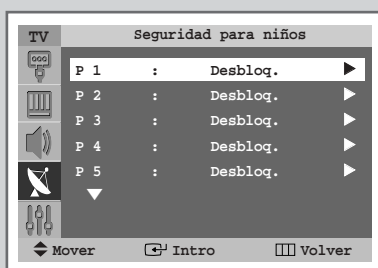 TV Seguridad para niños
P 1 : Desbloq.
P 2 : Desbloq.
P 3 : Desbloq.
P 4 : Desbloq.
P 5 : Desbloq.
Mover Intro Volver